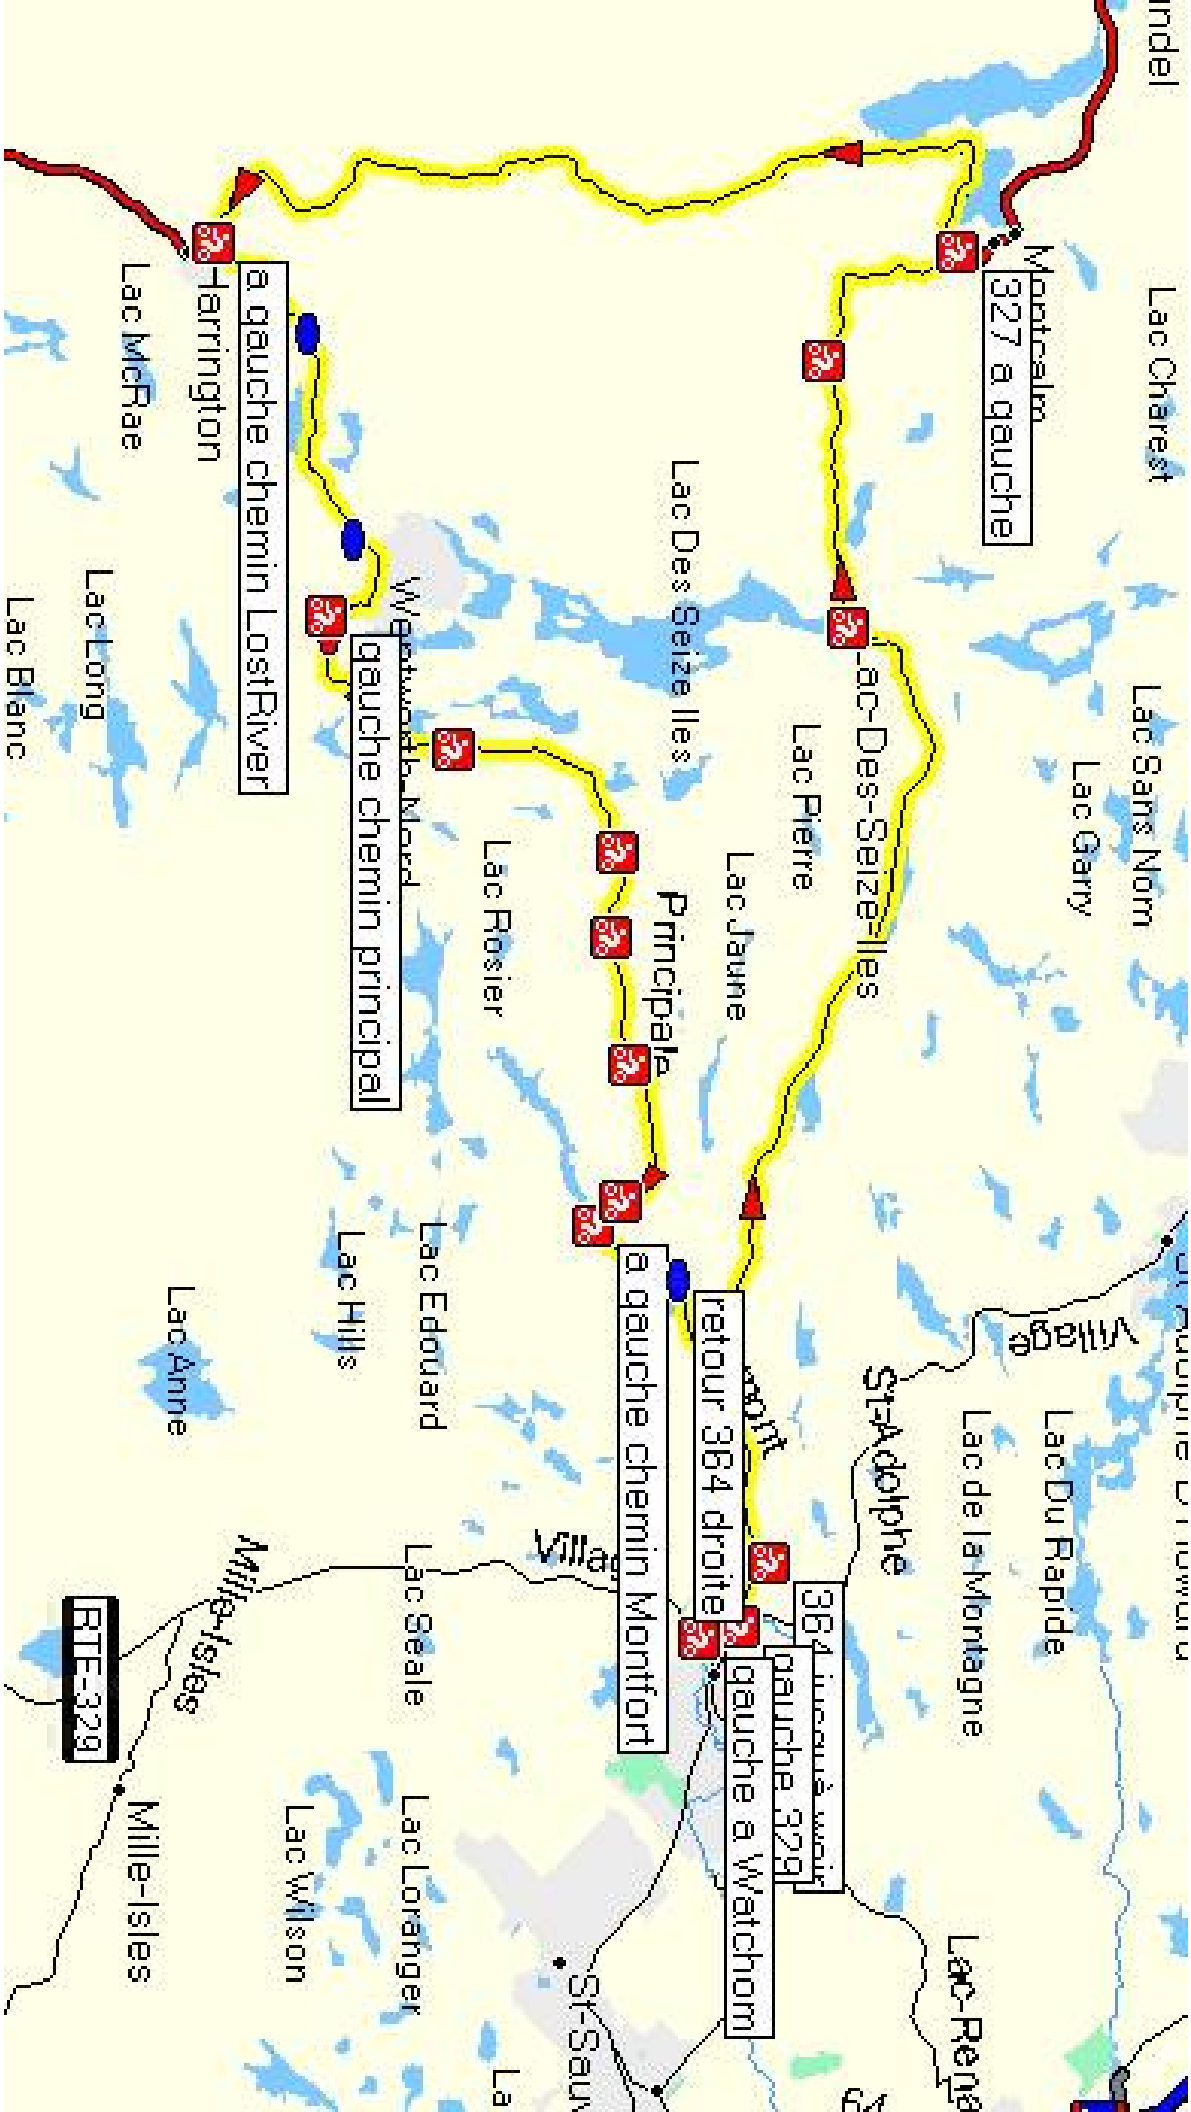 Lac Charest
Montcalm
327 a gauche
Lac Sans Nom
Lac Garry
Lac Des Seize Iles
Lac-Des-Seize-Iles
Lac Pierre
Lac Jaune
Harrington
Lac McRae
a gauche chemin LostRiver
gauche chemin principal
Lac Long
Lac Blanc
Lac Rosier
Principale
Village
St-Adolphe
Lac de la Montagne
Lac Du Rapide
Lac Edouard
Lac Hills
Lac Anne
a gauche chemin Montfort
retour 364 droite
gauche 329
gauche a Watchorn
Lac Seale
Mille-Isles
RTE-329
Mille-Isles
Lac Loranger
Lac Wilson